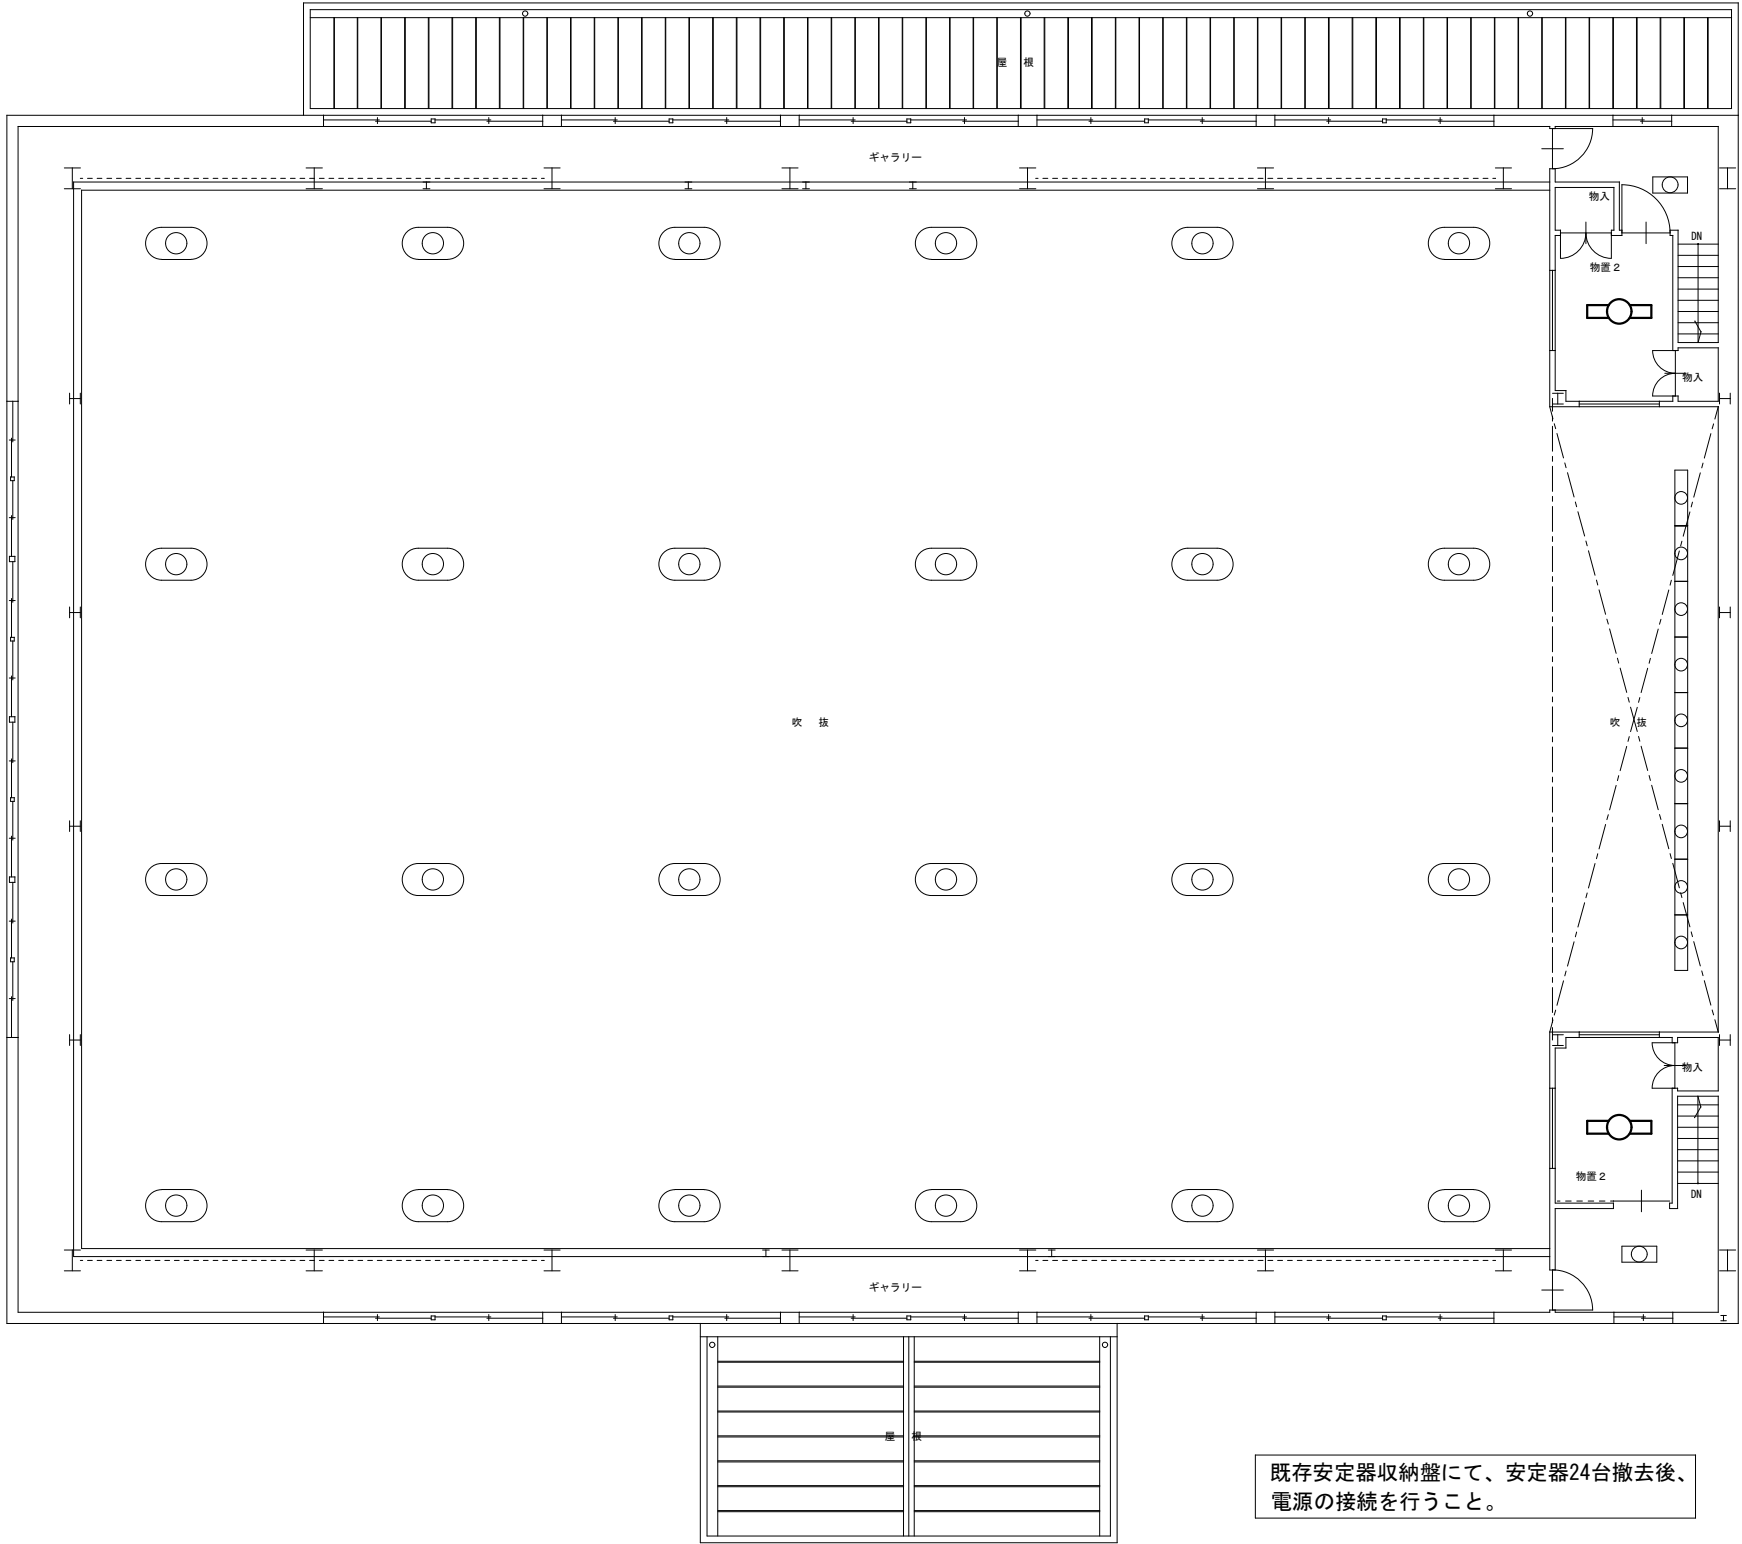 屋 根
ギャラリー
物入
DN
物置2
物入
吹 抜
吹 抜
物入
物置2
DN
ギャラリー
屋 根
既存安定器収納盤にて、安定器24台撤去後、
電源の接続を行うこと。